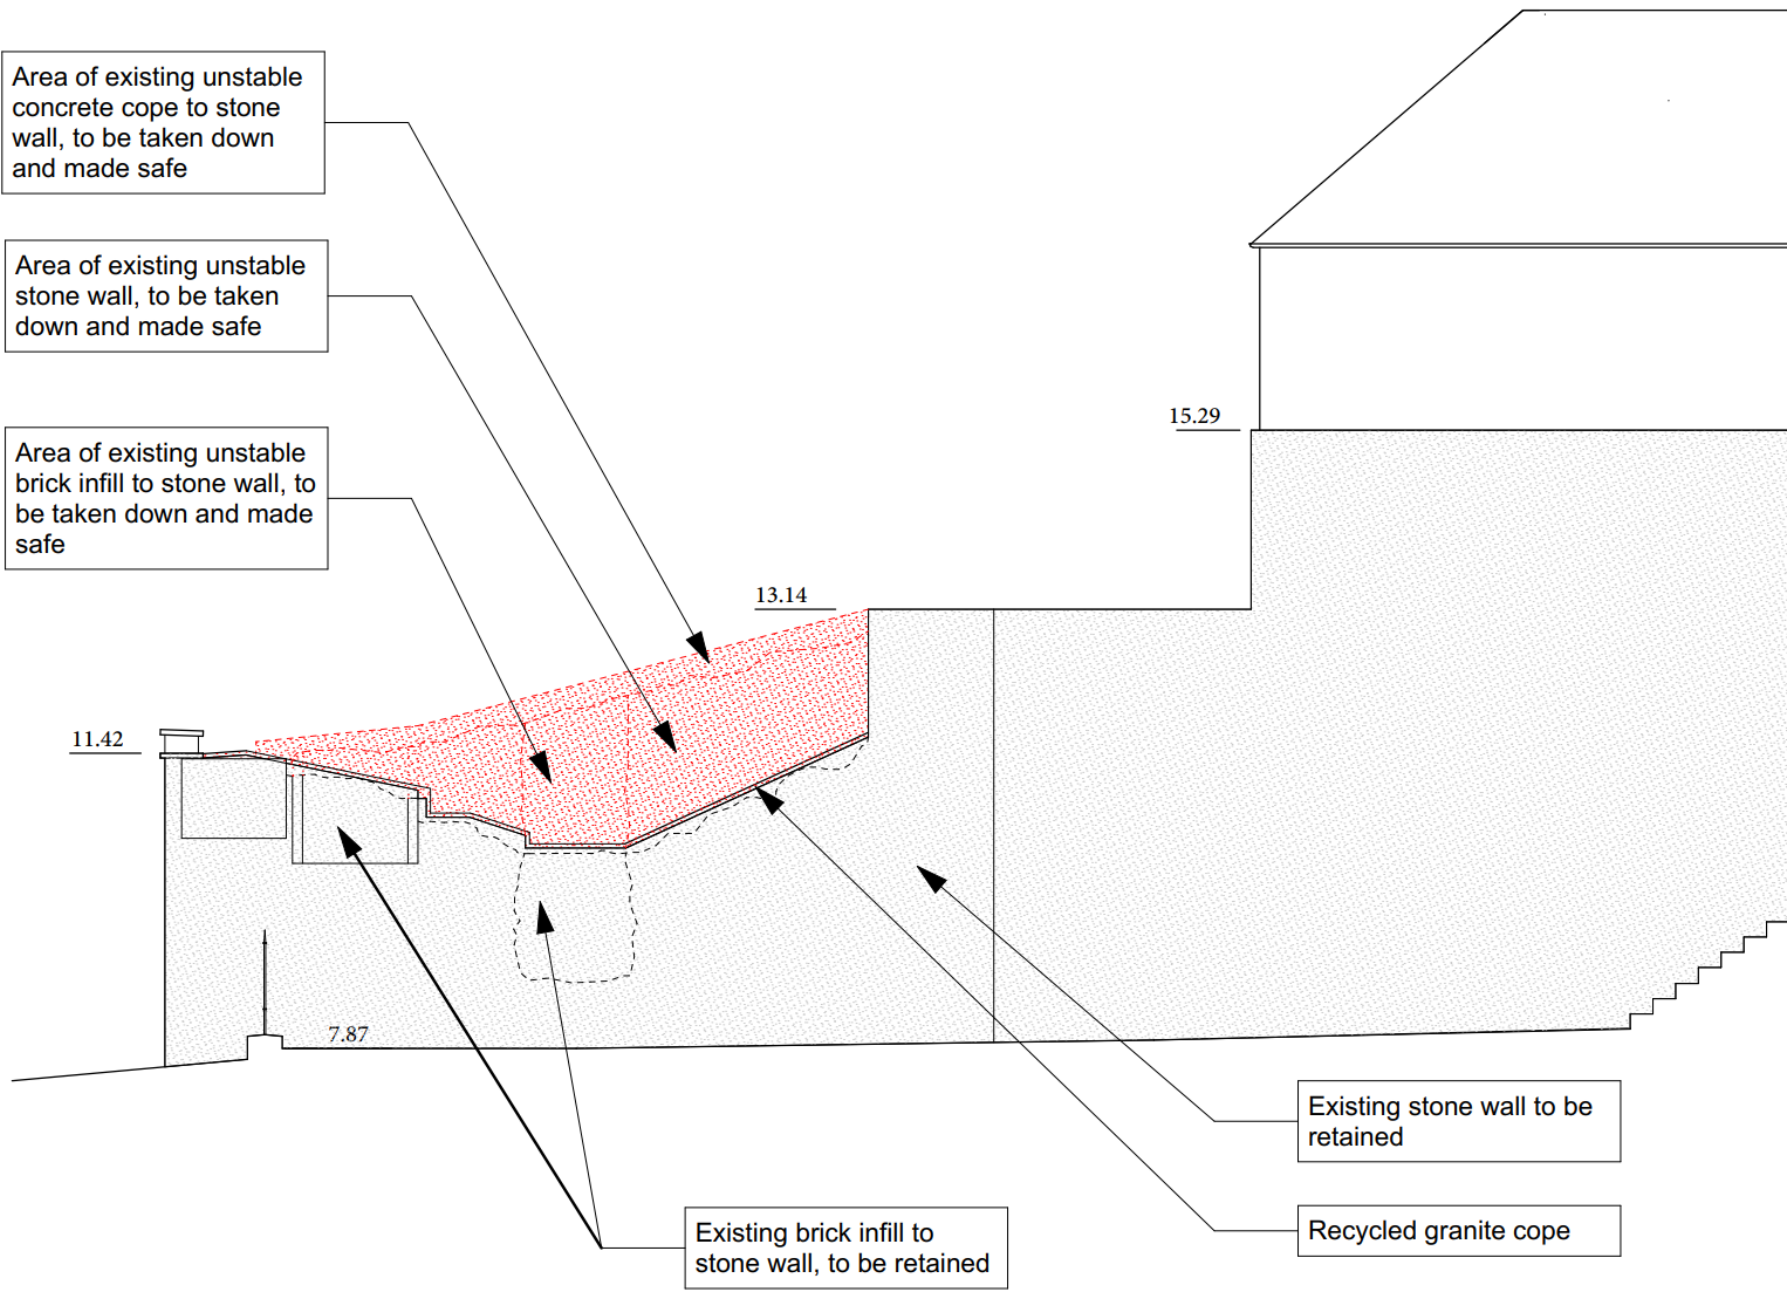 Area of existing unstable
concrete cope to stone
wall, to be taken down
and made safe
Area of existing unstable
stone wall, to be taken
down and made safe
Area of existing unstable
brick infill to stone wall, to
be taken down and made
safe
15.29
13.14
11.42
7.87
Existing stone wall to be
retained
Recycled granite cope
Existing brick infill to
stone wall, to be retained